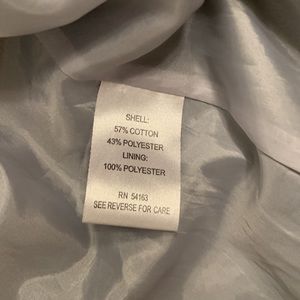 SHELL:
57% COTTON
43% POLYESTER
LINING:
100% POLYESTER
RN 54163
SEE REVERSE FOR CARE